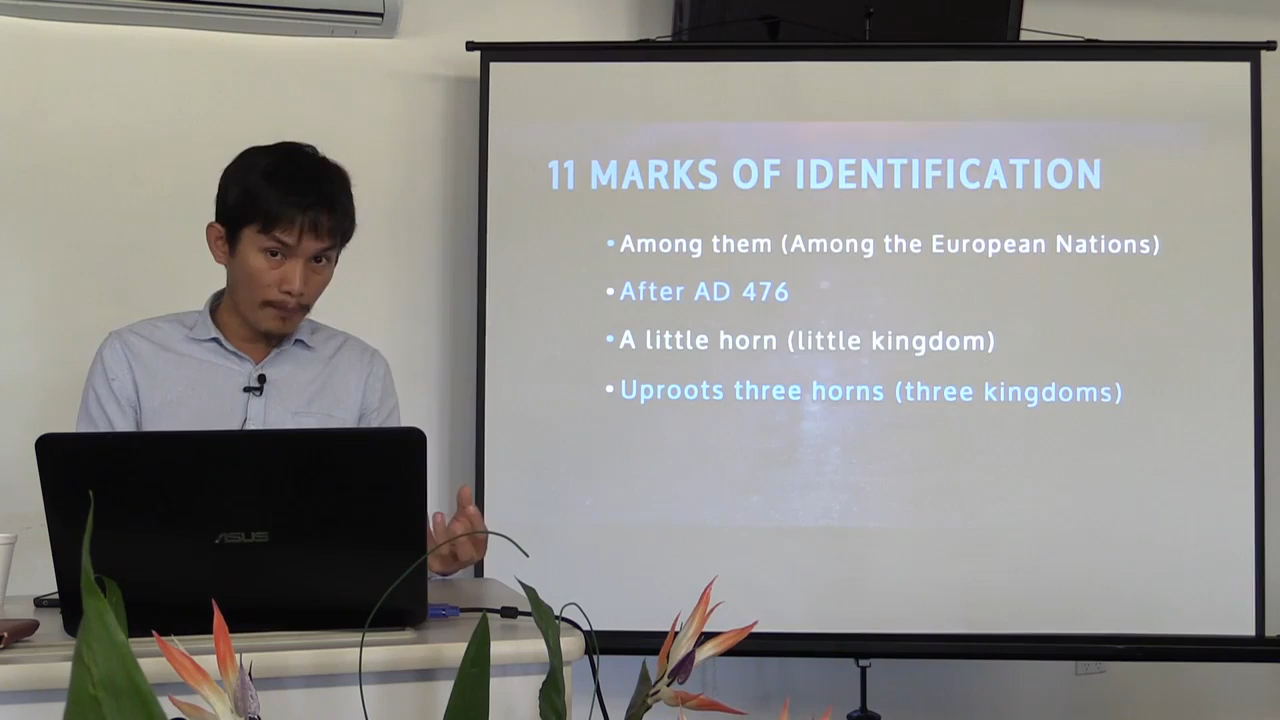 11 MARKS OF IDENTIFICATION
•Among them (Among the European Nations)
•After AD 476
•A little horn (little kingdom)
•Uproots three horns (three kingdoms)
ASUS